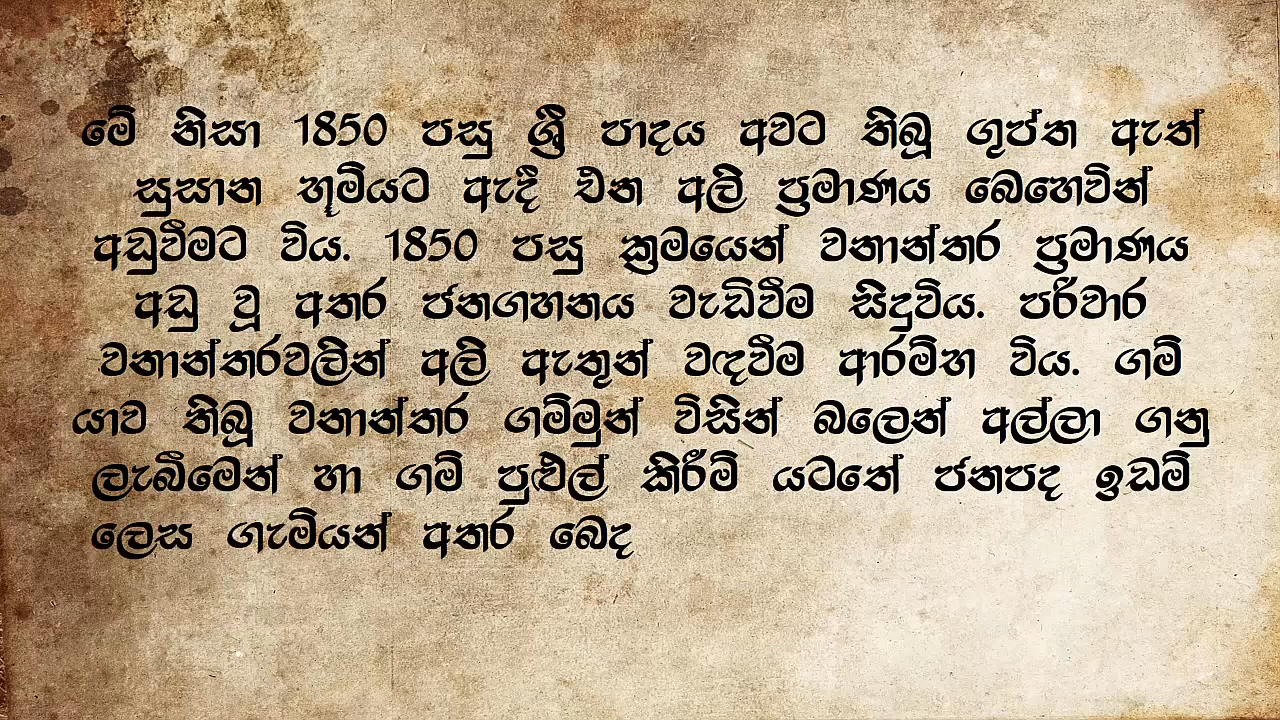 මේ නිසා 1850 පසු ශ්‍රී පාදය අවට තිබූ ගුප්ත ඇත්
සුසාන භූමියට ඇදී එන අලි ප්‍රමාණය බෙහෙවින්
අඩුවීමට විය. 1850 පසු ක්‍රමයෙන් වනාන්තර ප්‍රමාණය
අඩු වූ අතර ජනගහනය වැඩිවීම සිදුවිය. පරිවාර
වනාන්තරවලින් අලි ඇතුන් වඳවීම ආරම්භ විය. ගම්
යාව තිබූ වනාන්තර ගම්මුන් විසින් බලෙන් අල්ලා ගනු
ලැබීමෙන් හා ගම් පුළුල් කිරීම් යටතේ ජනපද ඉඩම්
ලෙස ගැමියන් අතර බෙද